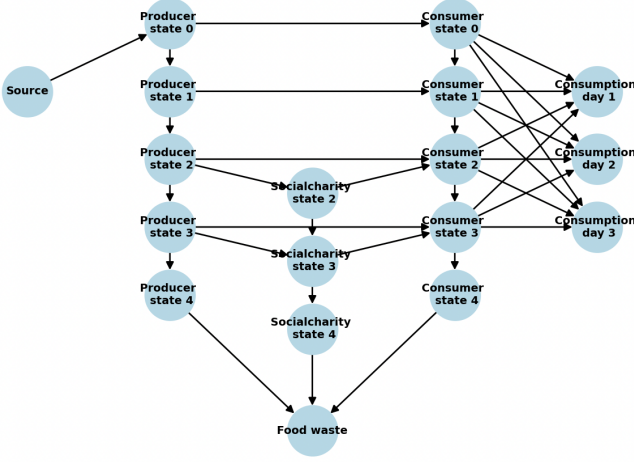 Producer
state 0
Consumer
state 0
Source
Producer
state 1
Consumer
state 1
Consumption
day 1
Producer
state 2
Consumer
state 2
Consumption
day 2
Socialcharity
state 2
Producer
state 3
Consumer
state 3
Consumption
day 3
Socialcharity
state 3
Producer
state 4
Consumer
state 4
Socialcharity
state 4
Food waste